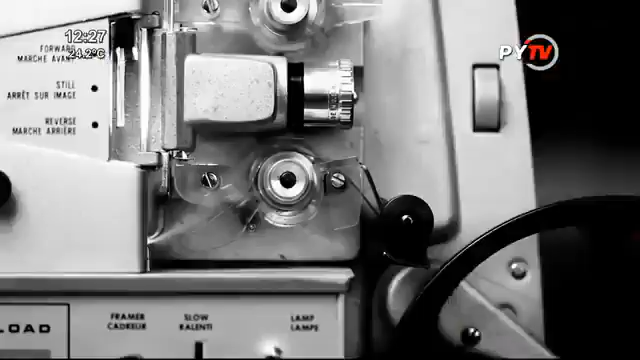 12:27
24.2°C
PYTV
FORWARD
MARCHE AVANT
STILL
ARRÊT SUR IMAGE
REVERSE
MARCHE ARRIÈRE
LOAD
FRAMER
CADREUR
SLOW
RALENTI
LAMP
LAMPE